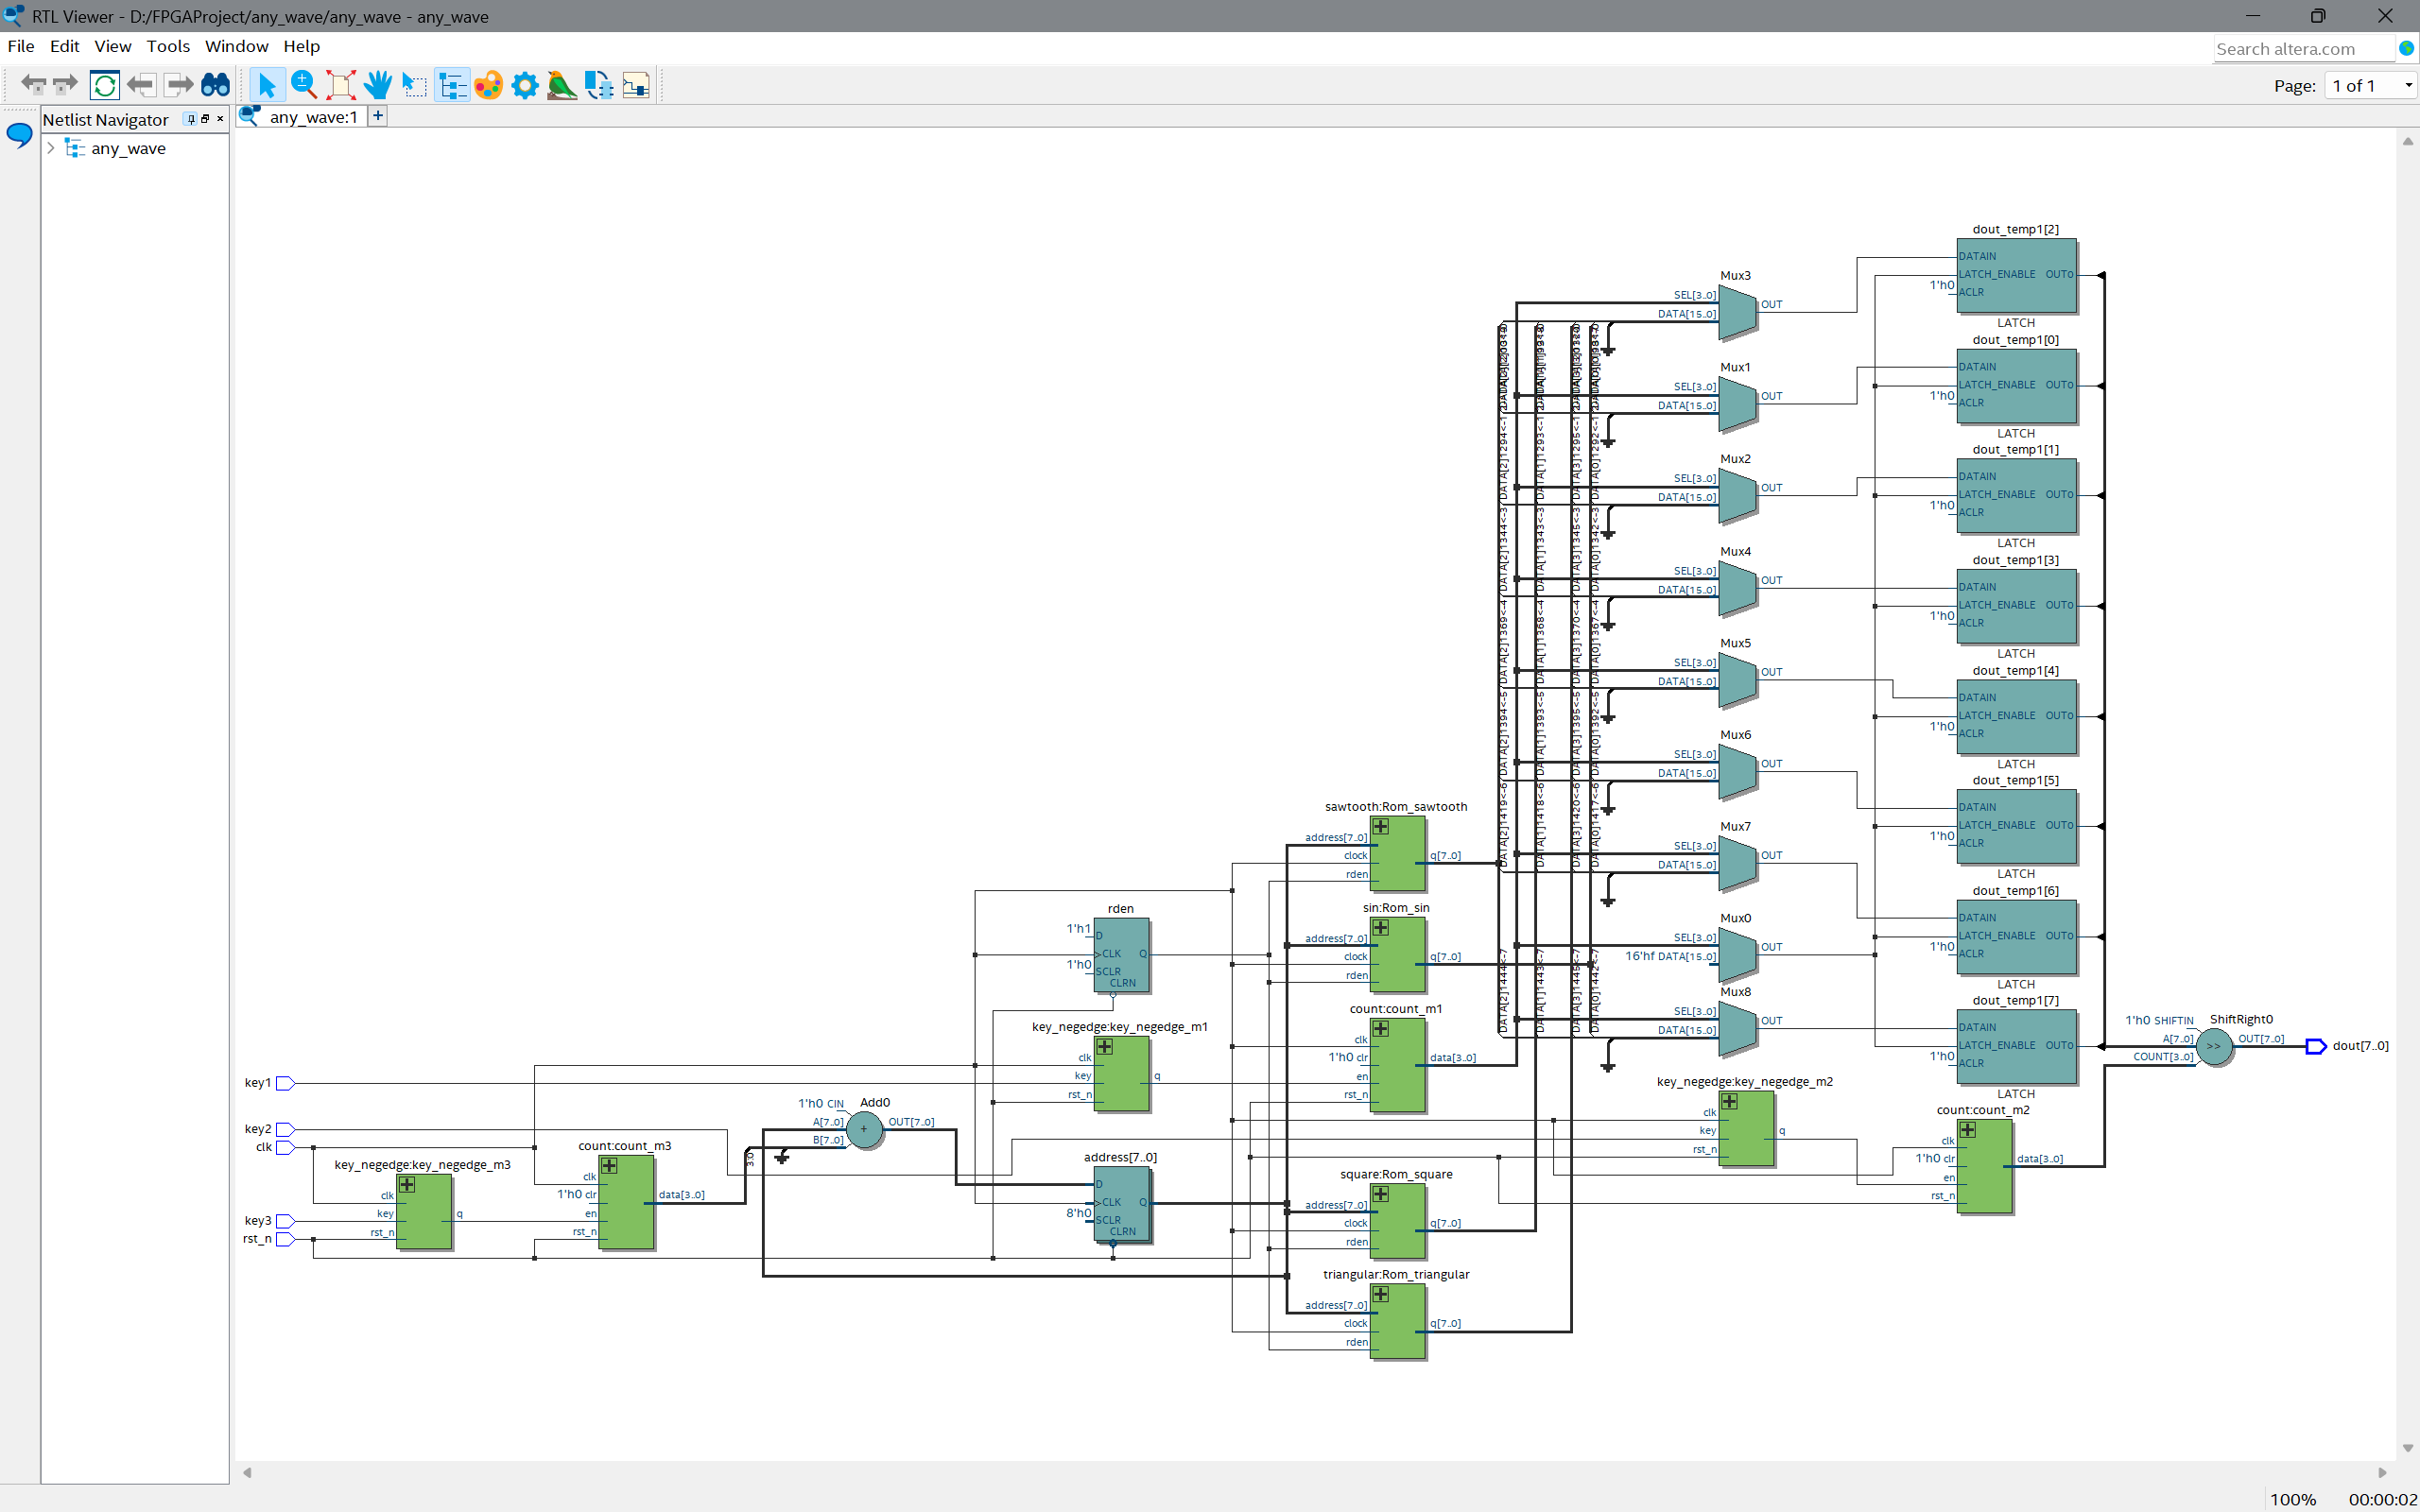 RTL Viewer - D:/FPGAProject/any_wave/any_wave - any_wave
File Edit View Tools Window Help
Search altera.com
Page: 1 of 1
Netlist Navigator
any_wave:1
any_wave
dout_temp1[2]
DATAIN
LATCH_ENABLE OUT0
1'h0 ACLR
LATCH
Mux3
SEL[3..0]
DATA[15..0]
OUT
dout_temp1[0]
DATAIN
LATCH_ENABLE OUT0
1'h0 ACLR
LATCH
Mux1
SEL[3..0]
DATA[15..0]
OUT
dout_temp1[1]
DATAIN
LATCH_ENABLE OUT0
1'h0 ACLR
LATCH
Mux2
SEL[3..0]
DATA[15..0]
OUT
dout_temp1[3]
DATAIN
LATCH_ENABLE OUT0
1'h0 ACLR
LATCH
Mux4
SEL[3..0]
DATA[15..0]
OUT
dout_temp1[4]
DATAIN
LATCH_ENABLE OUT0
1'h0 ACLR
LATCH
Mux5
SEL[3..0]
DATA[15..0]
OUT
dout_temp1[5]
DATAIN
LATCH_ENABLE OUT0
1'h0 ACLR
LATCH
Mux6
SEL[3..0]
DATA[15..0]
OUT
dout_temp1[6]
DATAIN
LATCH_ENABLE OUT0
1'h0 ACLR
LATCH
Mux7
SEL[3..0]
DATA[15..0]
OUT
dout_temp1[7]
DATAIN
LATCH_ENABLE OUT0
1'h0 ACLR
LATCH
Mux0
SEL[3..0]
16'hf DATA[15..0]
OUT
Mux8
SEL[3..0]
DATA[15..0]
OUT
sawtooth:Rom_sawtooth
address[7..0]
clock
rden
q[7..0]
rden
1'h1 D
CLK Q
1'h0 SCLR
CLRN
sin:Rom_sin
address[7..0]
clock
rden
q[7..0]
count:count_m1
clk
1'h0 clr
en
rst_n
data[3..0]
key_negedge:key_negedge_m1
clk
key
rst_n
q
ShiftRight0
1'h0 SHIFTIN
A[7..0]
COUNT[3..0]
>>
OUT[7..0]
dout[7..0]
key1
key2
clk
key3
rst_n
1'h0 CIN
Add0
A[7..0]
B[7..0]
+
OUT[7..0]
3:0
key_negedge:key_negedge_m3
clk
key
rst_n
q
count:count_m3
clk
1'h0 clr
en
rst_n
data[3..0]
address[7..0]
D
CLK Q
8'h0 SCLR
CLRN
key_negedge:key_negedge_m2
clk
key
rst_n
q
count:count_m2
clk
1'h0 clr
en
rst_n
data[3..0]
square:Rom_square
address[7..0]
clock
rden
q[7..0]
triangular:Rom_triangular
address[7..0]
clock
rden
q[7..0]
100% 00:00:02